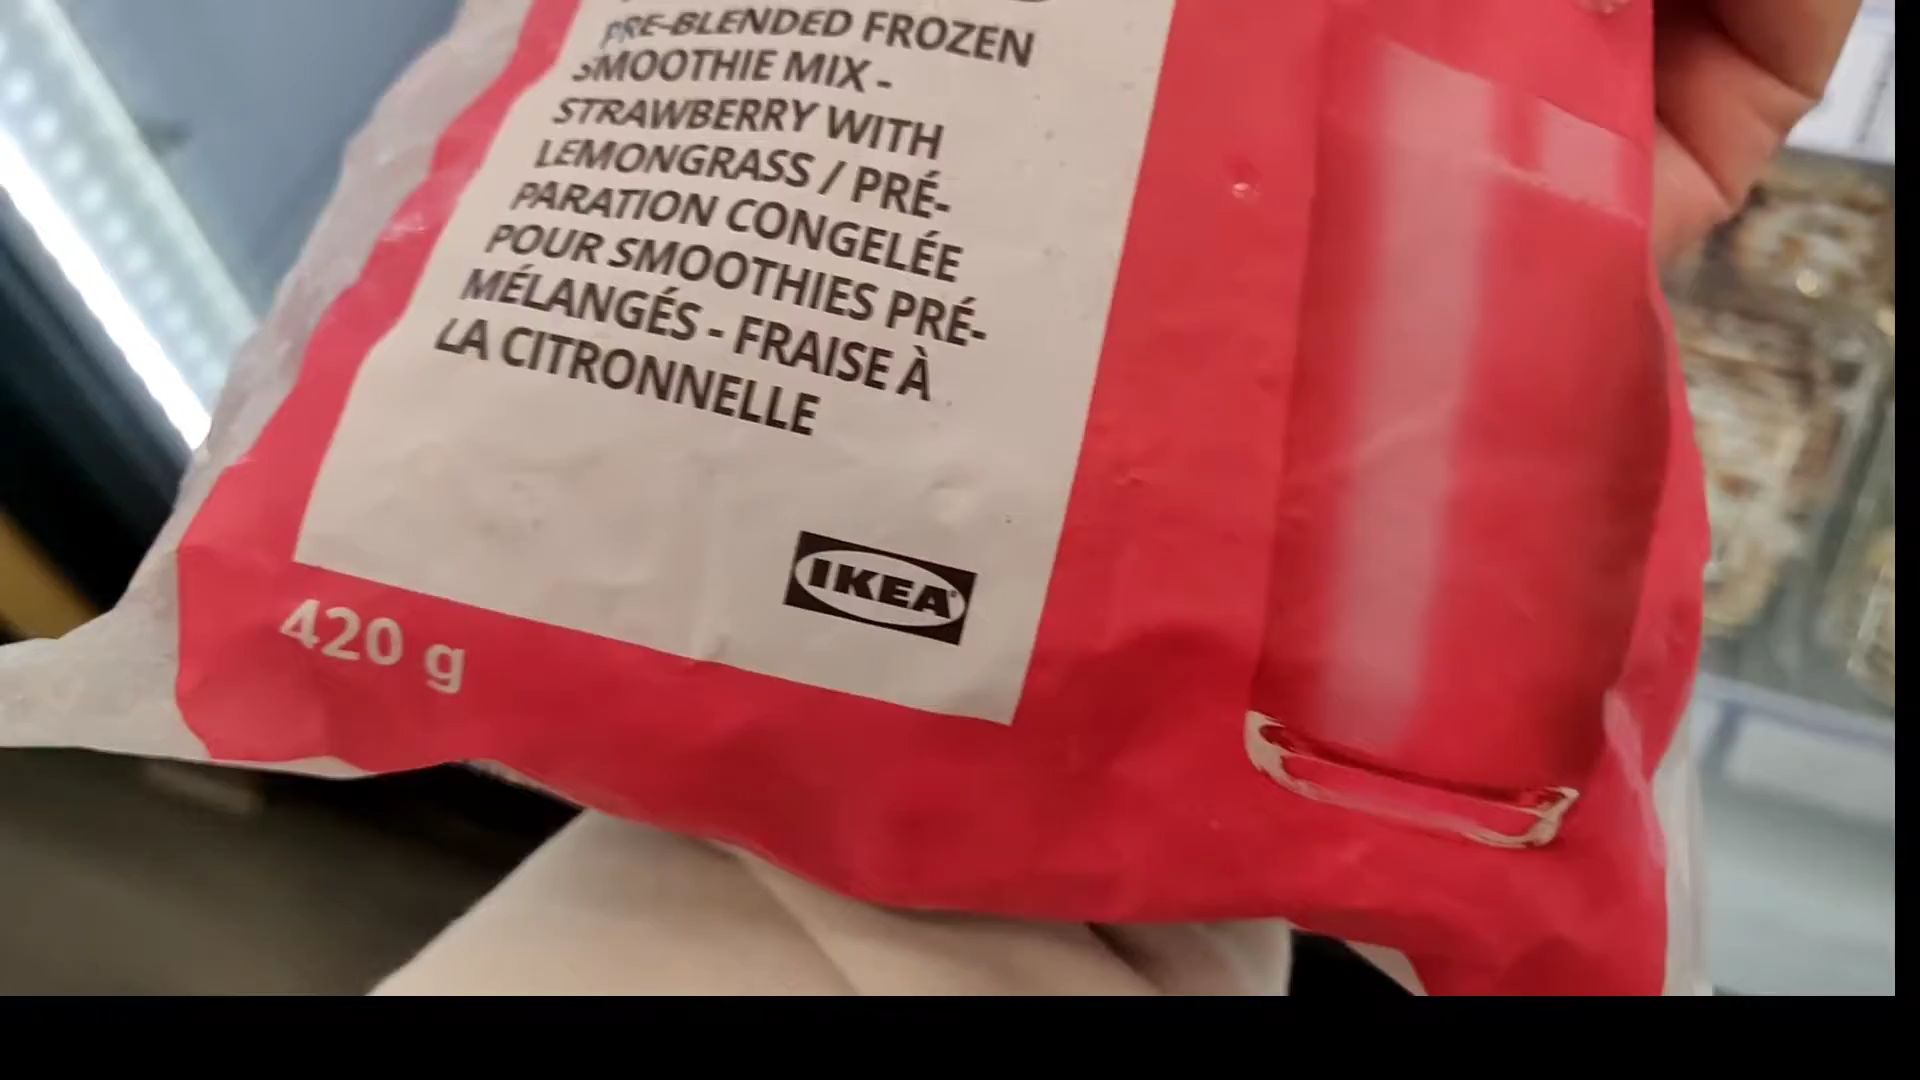 PRE-BLENDED FROZEN
SMOOTHIE MIX -
STRAWBERRY WITH
LEMONGRASS / PRÉ-
PARATION CONGELÉE
POUR SMOOTHIES PRÉ-
MÉLANGÉS - FRAISE À
LA CITRONNELLE
IKEA
420 g